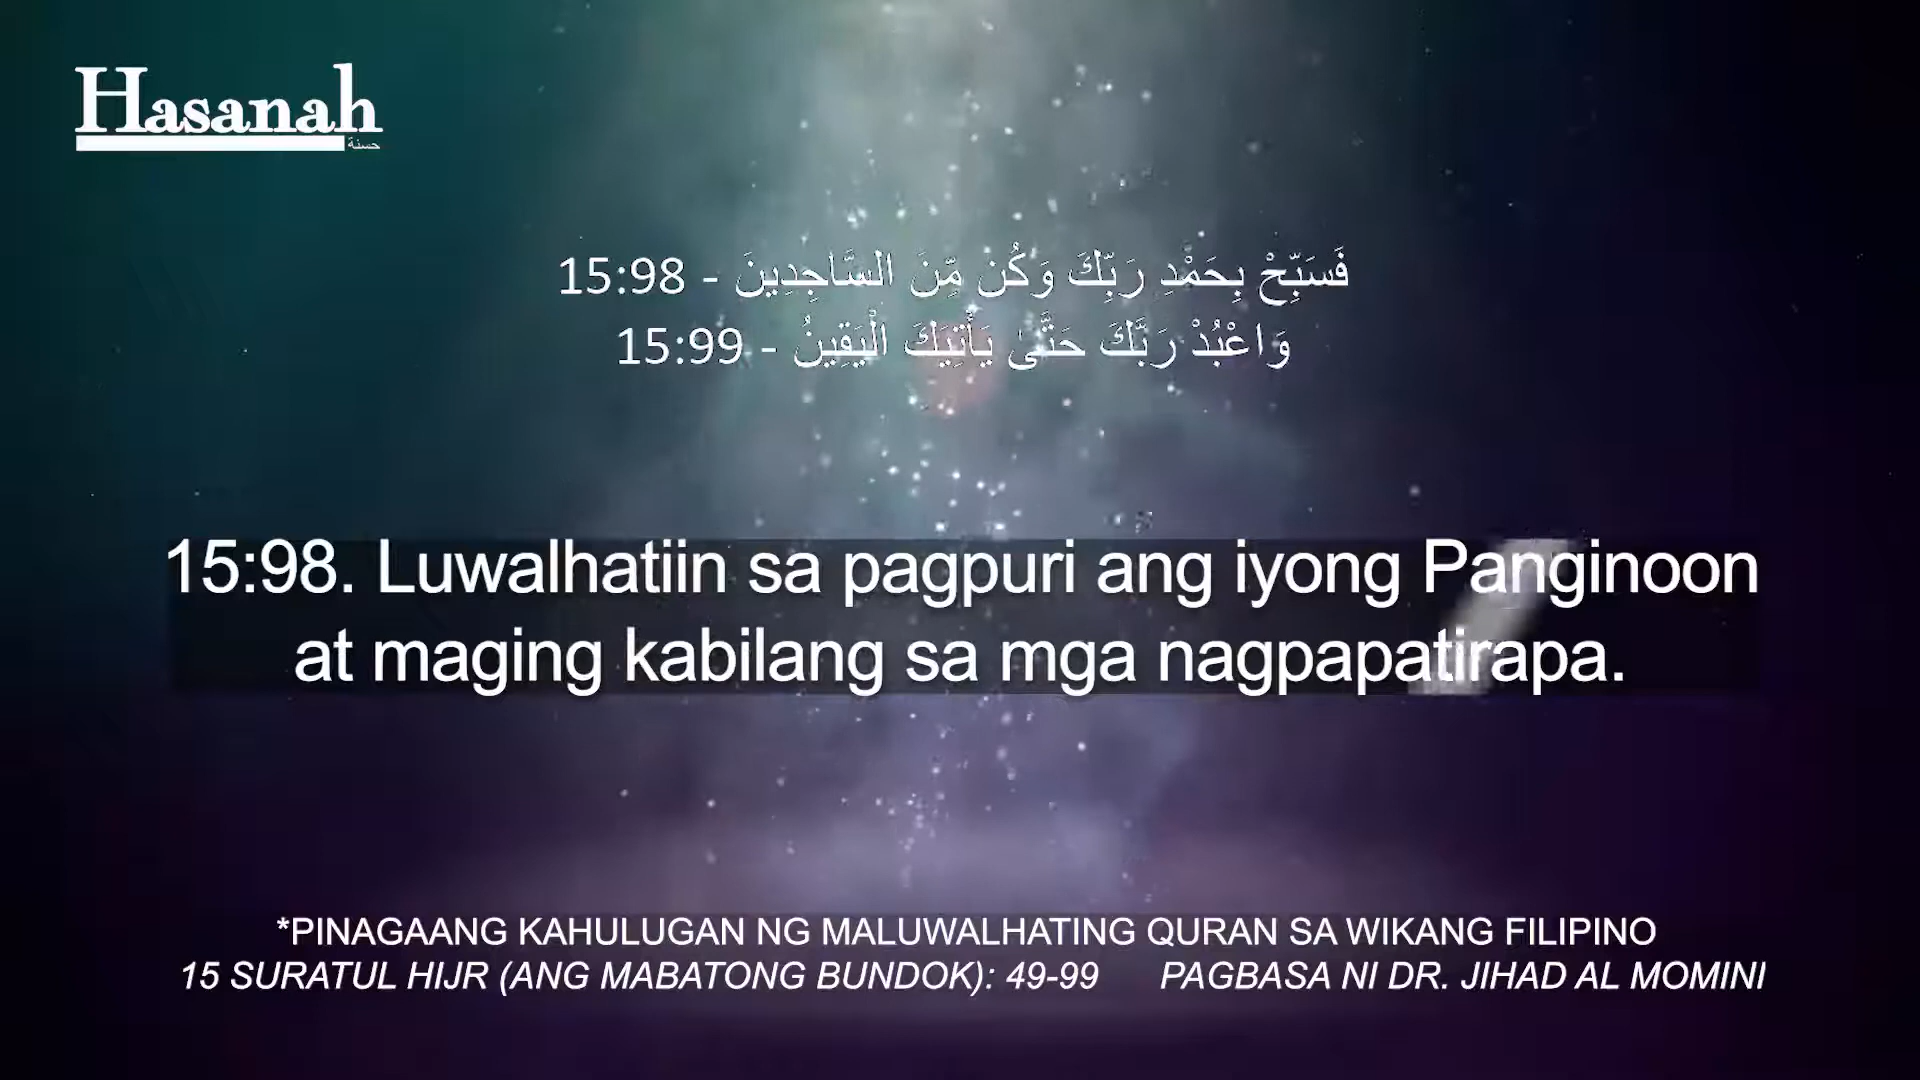 Hasanah
حسنة
فَسَبِّحْ بِحَمْدِ رَبِّكَ وَكُن مِّنَ السَّاجِدِينَ - 15:98
وَاعْبُدْ رَبَّكَ حَتَّىٰ يَأْتِيَكَ الْيَقِينُ - 15:99
15:98. Luwalhatiin sa pagpuri ang iyong Panginoon
at maging kabilang sa mga nagpapatirapa.
*PINAGAANG KAHULUGAN NG MALUWALHATING QURAN SA WIKANG FILIPINO
15 SURATUL HIJR (ANG MABATONG BUNDOK): 49-99 PAGBASA NI DR. JIHAD AL MOMINI